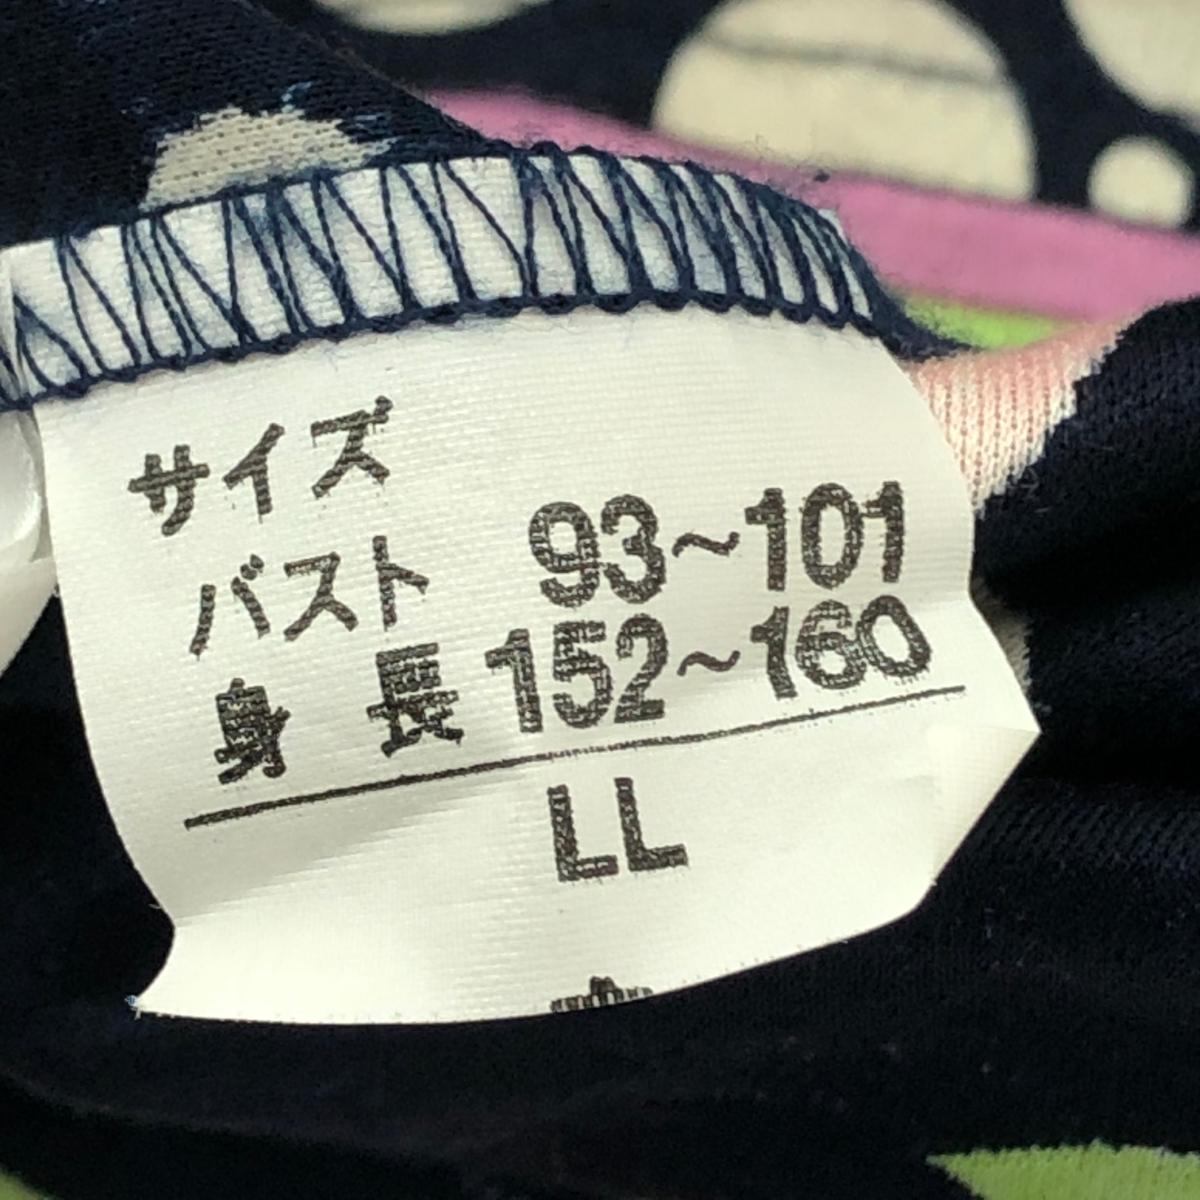 サイズ
バスト 93~101
身 長 152~160
LL